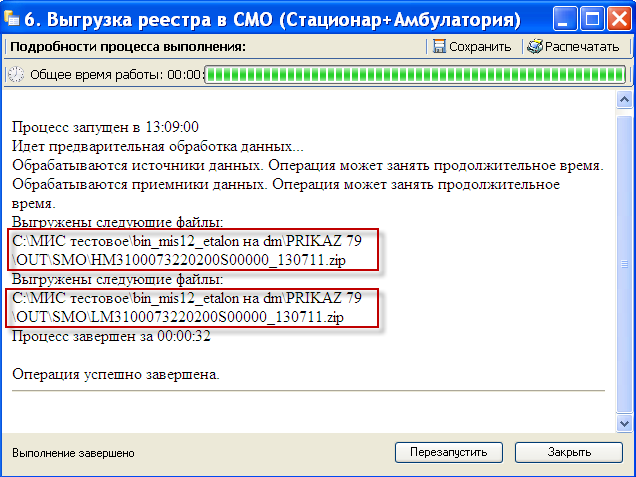 6. Выгрузка реестра в СМО (Стационар+Амбулатория)
Подробности процесса выполнения: Сохранить Распечатать
Общее время работы: 00:00:
Процесс запущен в 13:09:00
Идет предварительная обработка данных...
Обрабатываются источники данных. Операция может занять продолжительное время.
Обрабатываются приемники данных. Операция может занять продолжительное
время.
Выгружены следующие файлы:
C:\МИС тестовое\bin_mis12_etalon на dm\PRIKAZ 79
\OUT\SMO\HM3100073220200S00000_130711.zip
Выгружены следующие файлы:
C:\МИС тестовое\bin_mis12_etalon на dm\PRIKAZ 79
\OUT\SMO\LM3100073220200S00000_130711.zip
Процесс завершен за 00:00:32
Операция успешно завершена.
Выполнение завершено Перезапустить Закрыть